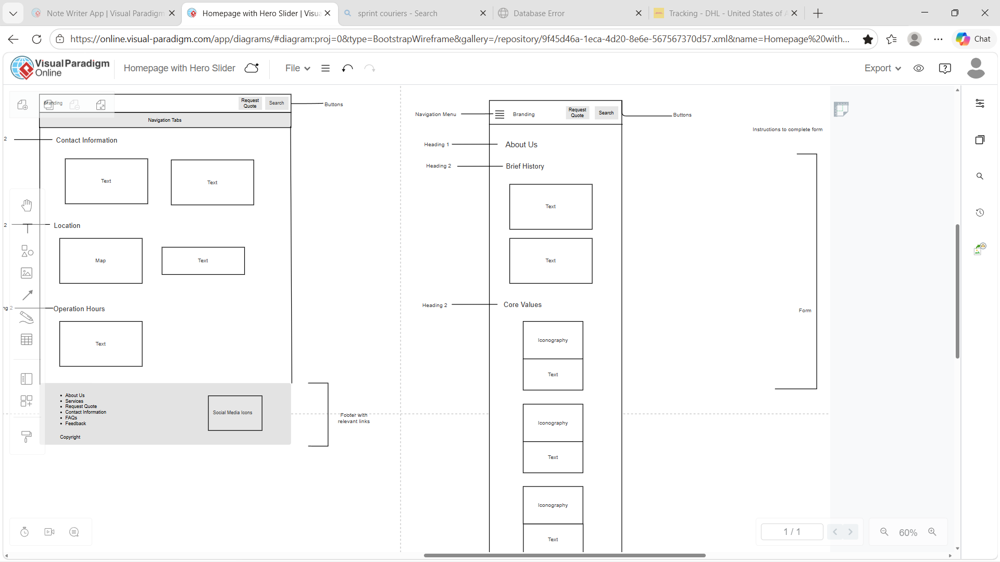 Note Writer App | Visual Paradigm
Homepage with Hero Slider | Visua
sprint couriers - Search
Database Error
Tracking - DHL - United States of A
https://online.visual-paradigm.com/app/diagrams/#diagram:proj=0&type=BootstrapWireframe&gallery=/repository/9f45d46a-1eca-4d20-8e6e-567567370d57.xml&name=Homepage%20with...
Chat
Visual Paradigm
Online
Homepage with Hero Slider
File
Export
Branding
Request
Quote
Search
Buttons
Navigation Tabs
2
Contact Information
Text
Text
2
Location
Map
Text
ng 2
Operation Hours
Text
About Us
Services
Request Quote
Contact Information
FAQs
Feedback
Copyright
Social Media Icons
Footer with
relevant links
Navigation Menu
Branding
Request
Quote
Search
Buttons
Heading 1
About Us
Heading 2
Brief History
Text
Text
Heading 2
Core Values
Iconography
Text
Iconography
Text
Iconography
Text
Instructions to complete form
Form
1 / 1
60%